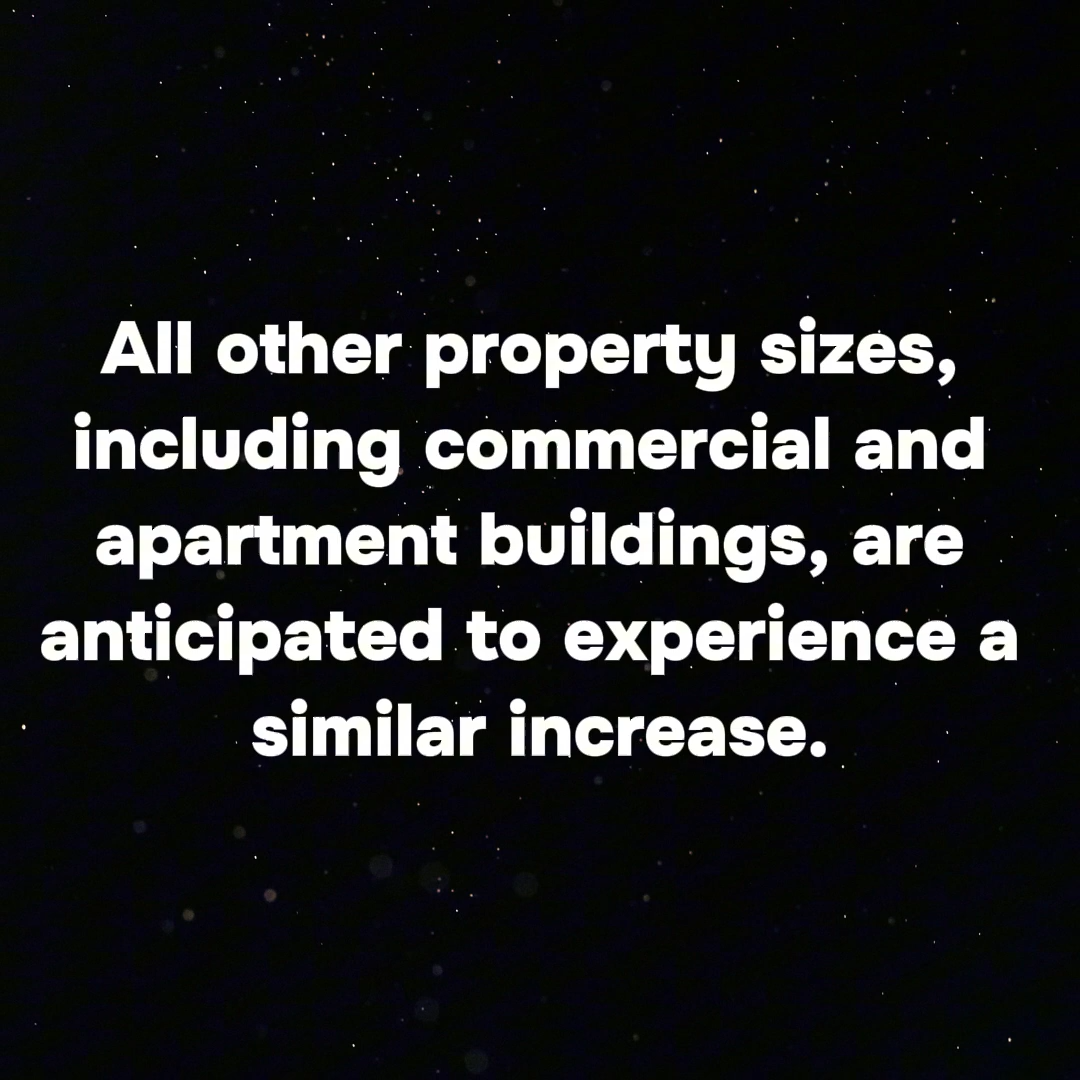 All other property sizes,
including commercial and
apartment buildings, are
anticipated to experience a
similar increase.